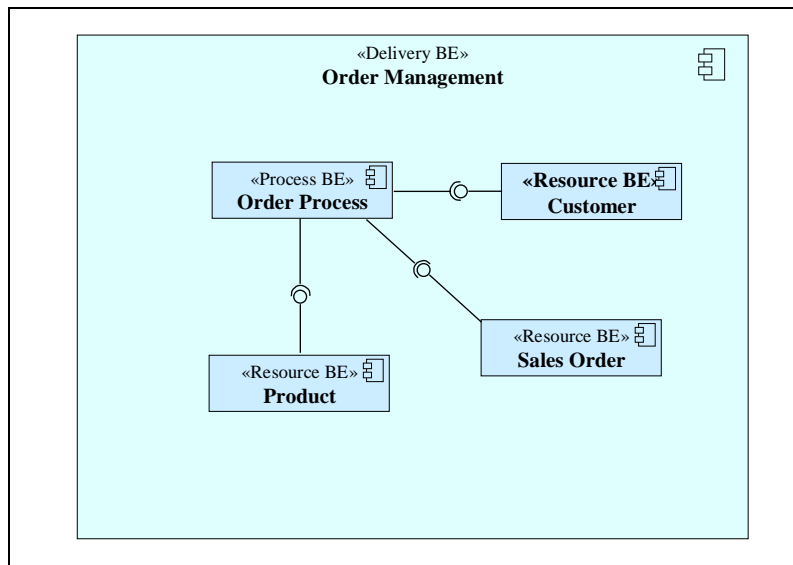 «Delivery BE»
Order Management
«Process BE»
Order Process
«Resource BE»
Customer
«Resource BE»
Sales Order
«Resource BE»
Product